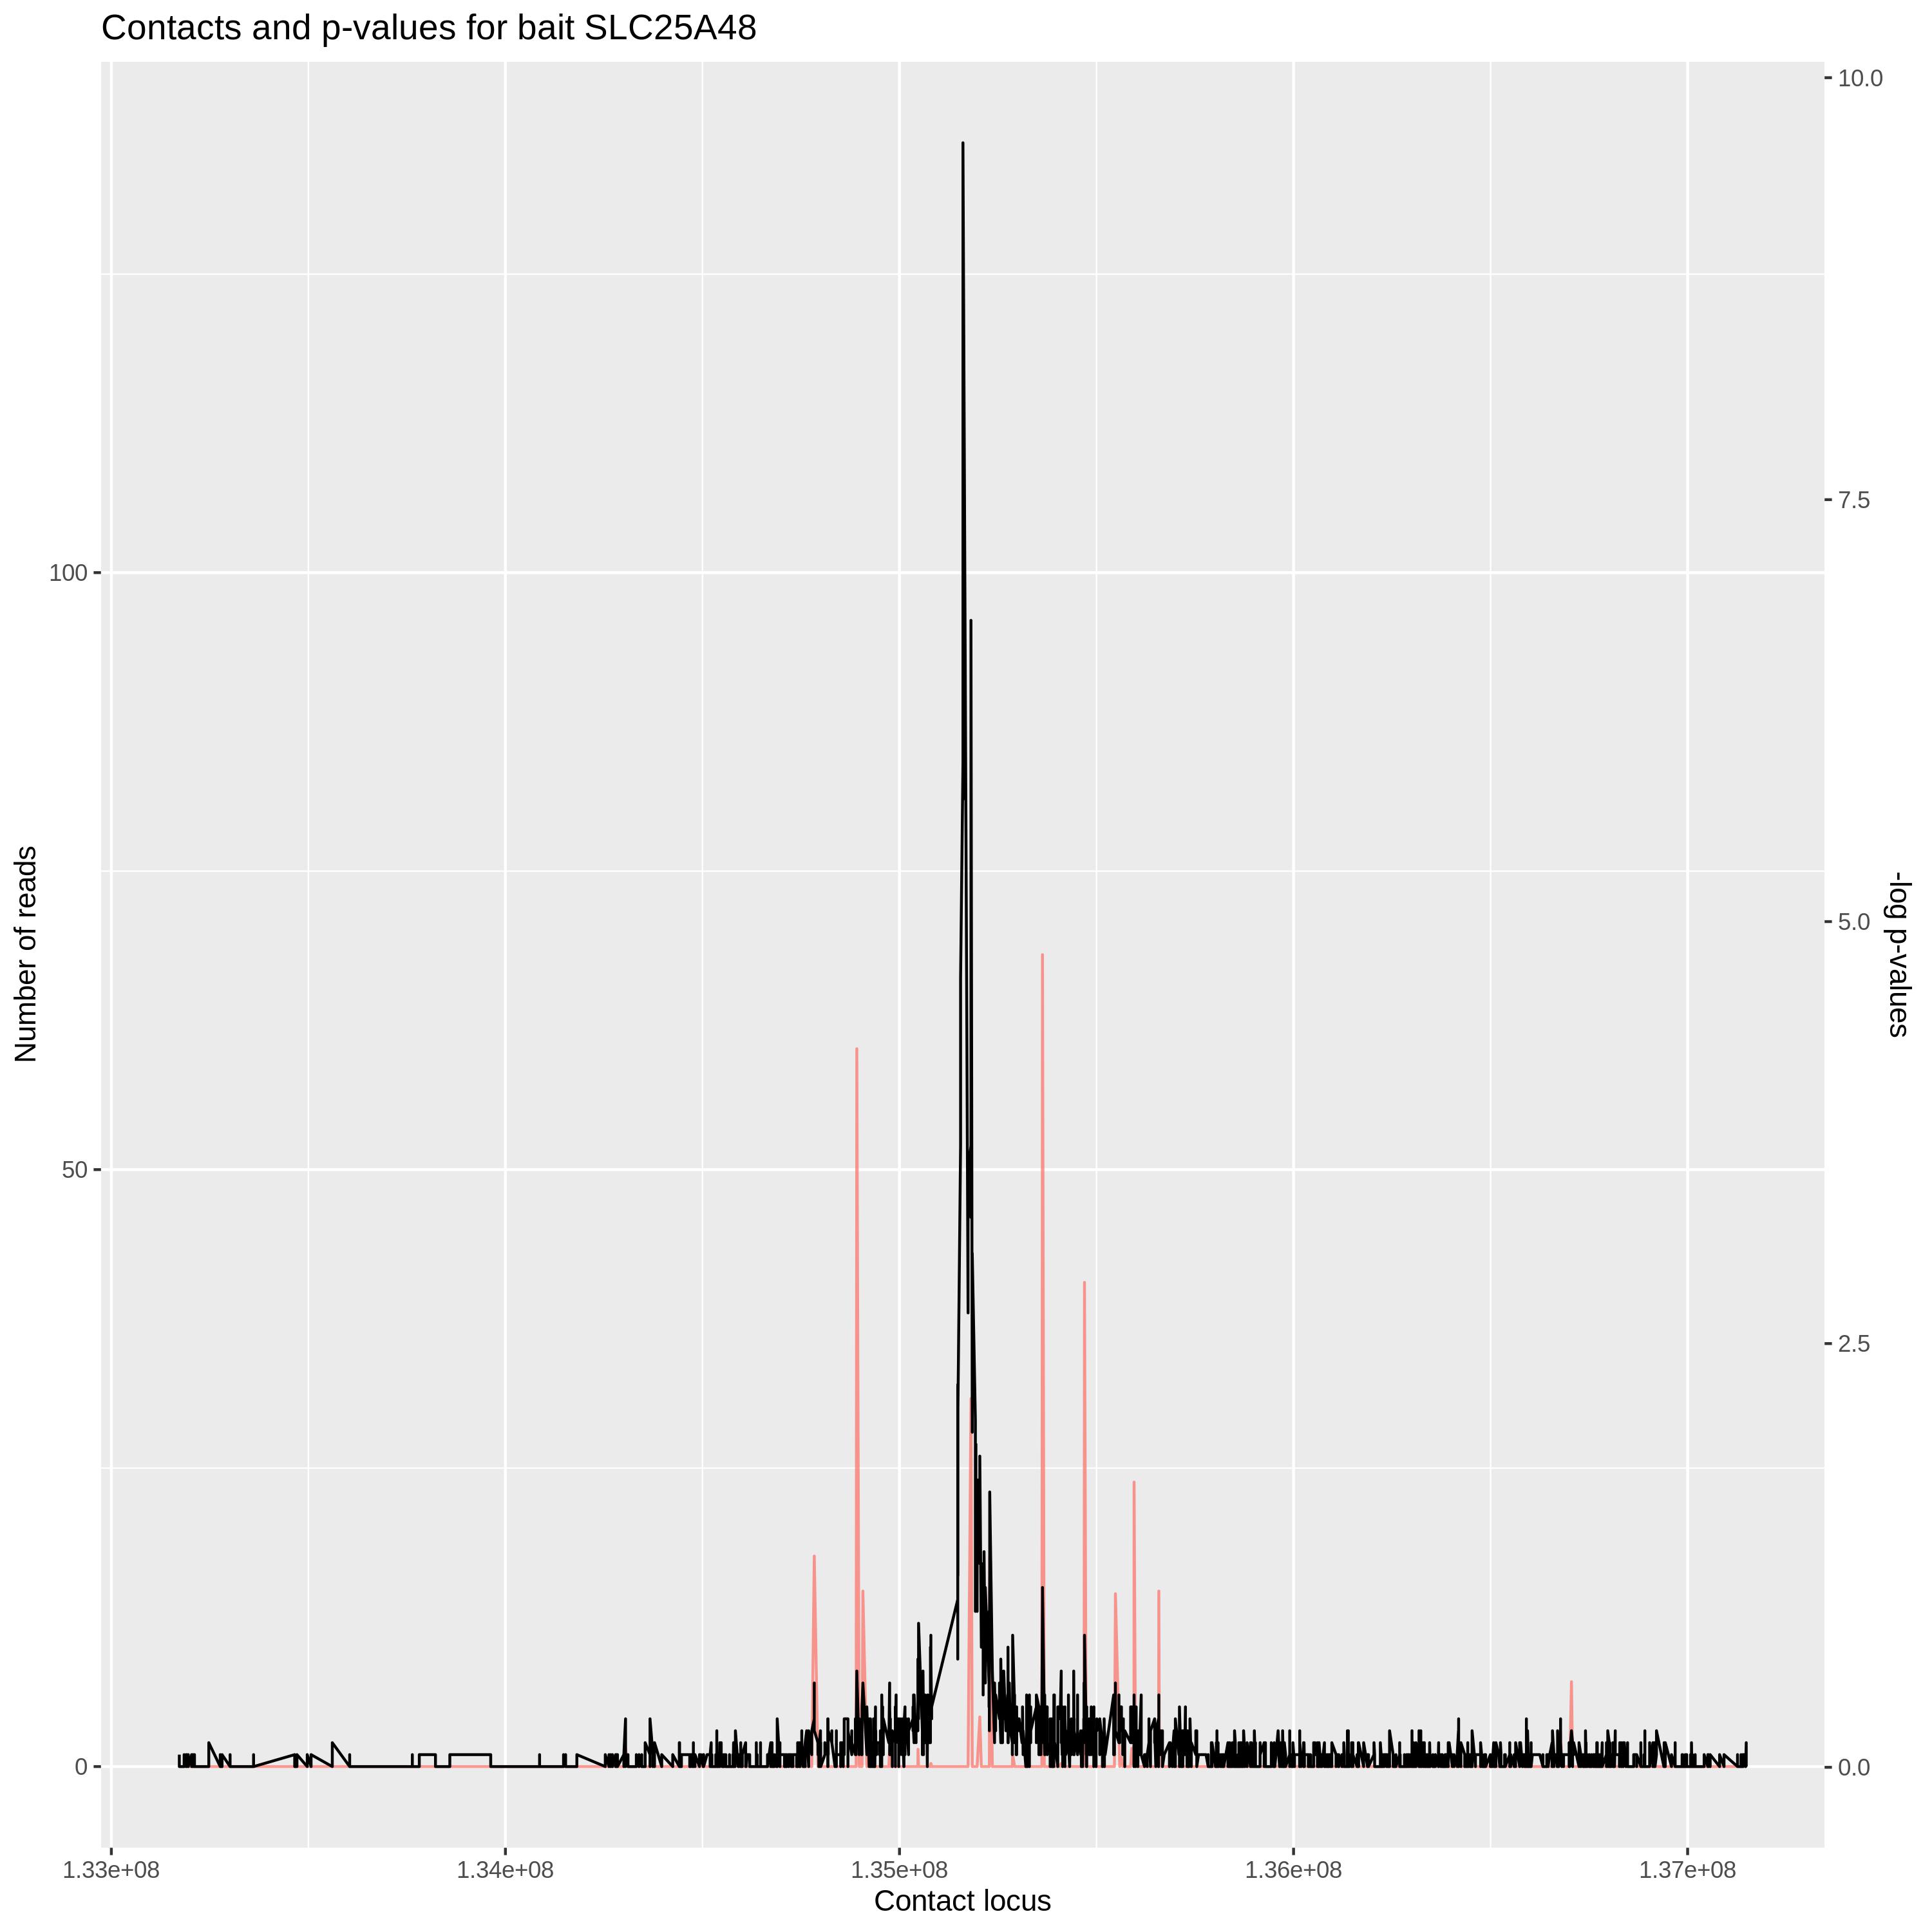 Contacts and p-values for bait SLC25A48
Number of reads
100
50
0
10.0
7.5
5.0
2.5
0.0
-log p-values
1.33e+08
1.34e+08
1.35e+08
1.36e+08
1.37e+08
Contact locus